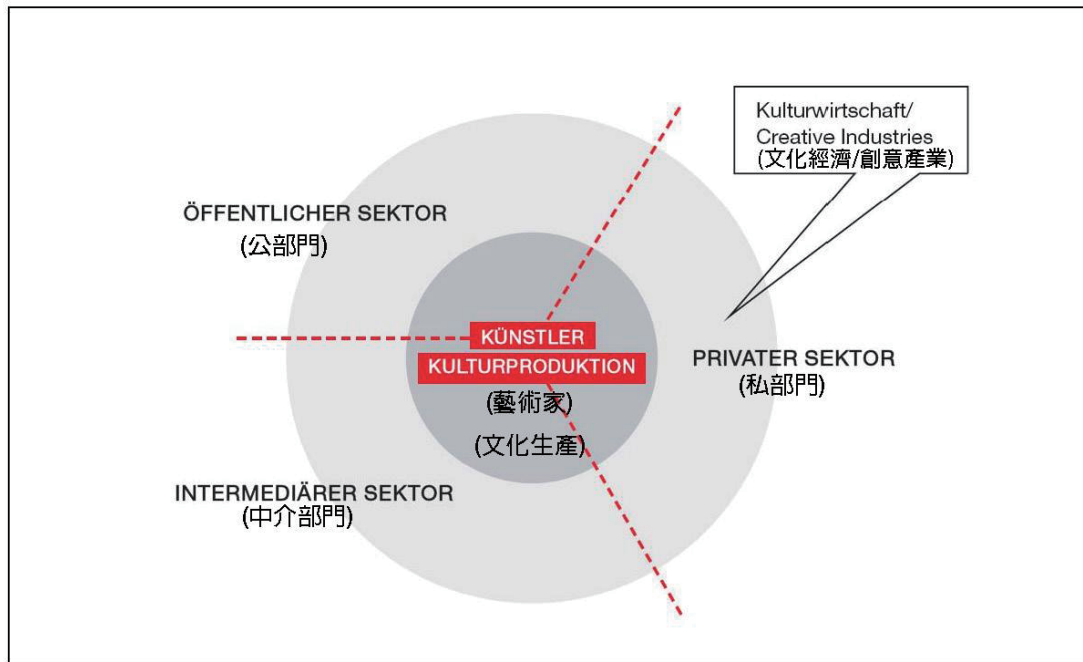 Kulturwirtschaft/
Creative Industries
(文化經濟/創意產業)
ÖFFENTLICHER SEKTOR
(公部門)
KÜNSTLER
KULTURPRODUKTION
(藝術家)
(文化生產)
PRIVATER SEKTOR
(私部門)
INTERMEDIÄRER SEKTOR
(中介部門)